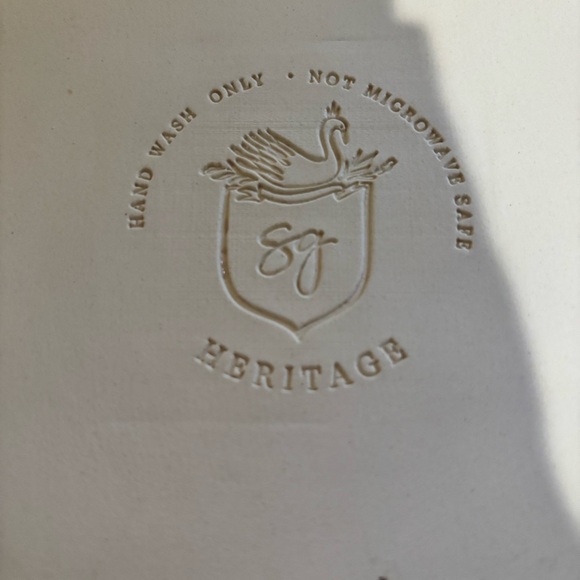 HAND WASH ONLY • NOT MICROWAVE SAFE
sg
HERITAGE